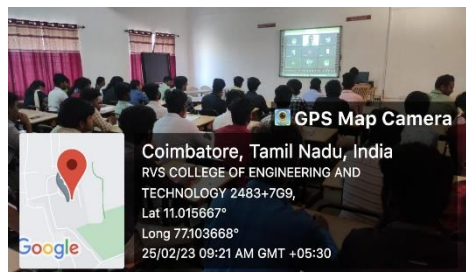 GPS Map Camera
Coimbatore, Tamil Nadu, India
RVS COLLEGE OF ENGINEERING AND
TECHNOLOGY 2483+7G9,
Lat 11.015667°
Long 77.103668°
25/02/23 09:21 AM GMT +05:30
Google